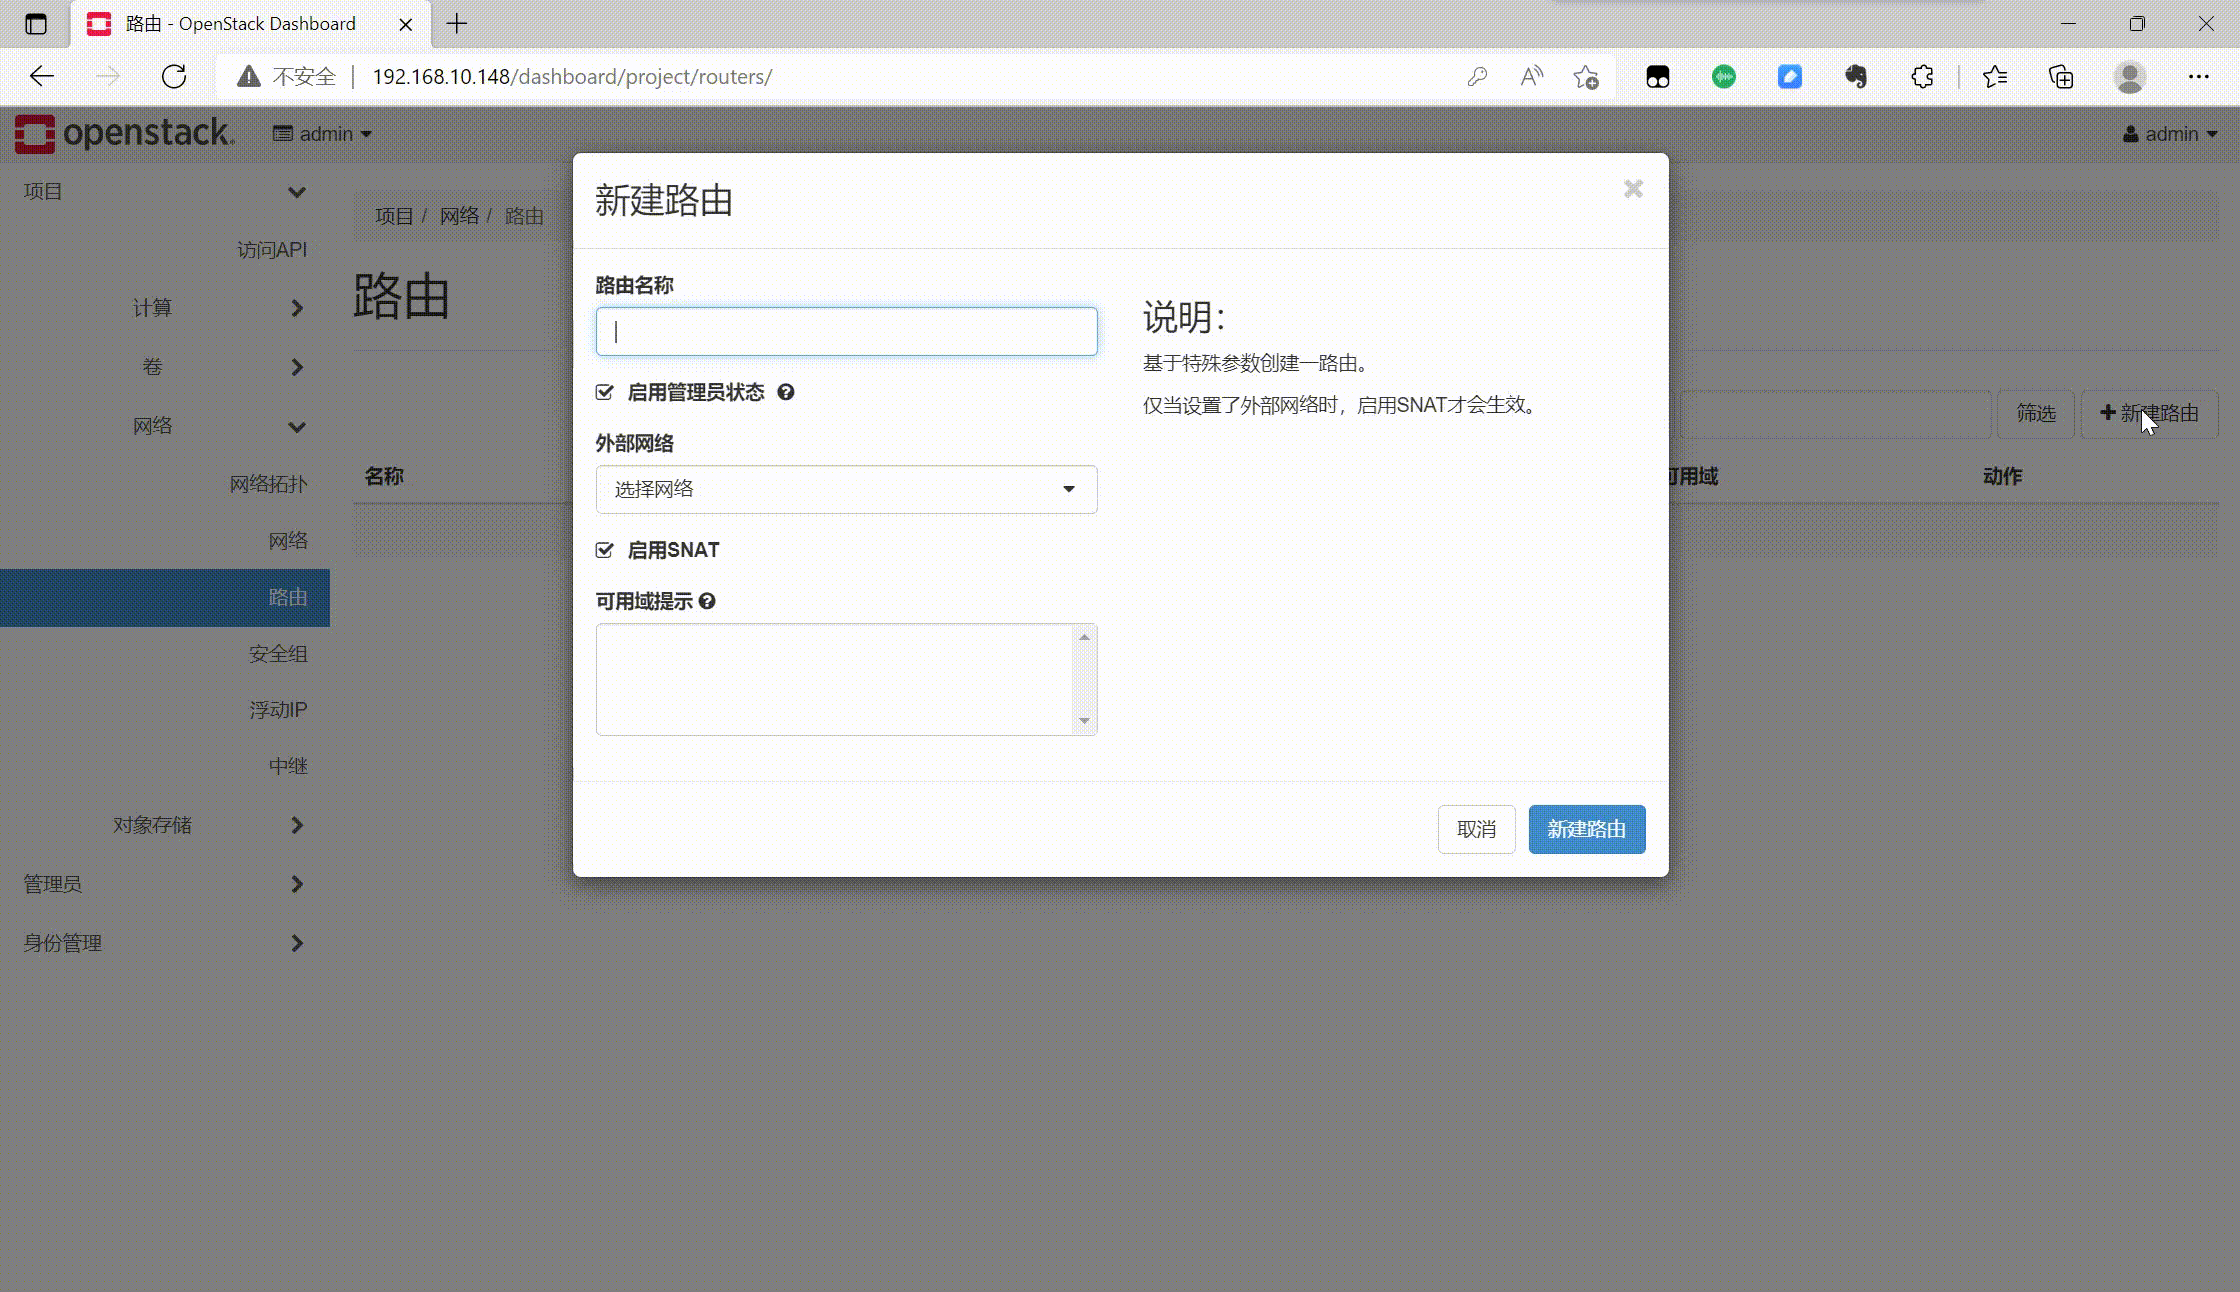 路由 - OpenStack Dashboard
不安全 | 192.168.10.148/dashboard/project/routers/
openstack. admin admin
项目
访问API
计算
卷
网络
网络拓扑
网络
路由
安全组
浮动IP
中继
对象存储
管理员
身份管理
项目 / 网络 / 路由
路由
筛选 新建路由
名称 可用域 动作
新建路由
路由名称
启用管理员状态
外部网络
选择网络
启用SNAT
可用域提示
说明：
基于特殊参数创建一路由。
仅当设置了外部网络时，启用SNAT才会生效。
取消 新建路由